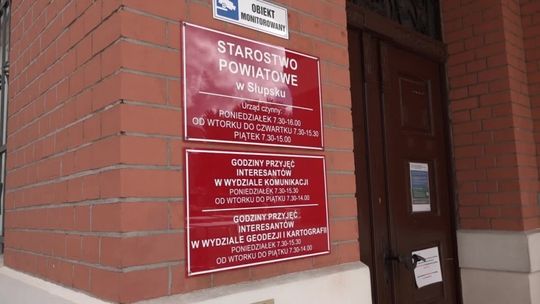 OBIEKT
MONITOROWANY
STAROSTWO
POWIATOWE
w Słupsku
Urząd czynny:
PONIEDZIAŁEK 7.30-16.00
OD WTORKU DO CZWARTKU 7.30-15.30
PIĄTEK 7.30-15.00
GODZINY PRZYJĘĆ
INTERESANTÓW
W WYDZIALE KOMUNIKACJI
PONIEDZIAŁEK 7.30-15.30
OD WTORKU DO PIĄTKU 7.30-14.00
GODZINY PRZYJĘĆ
INTERESANTÓW
W WYDZIALE GEODEZJI I KARTOGRAFII
PONIEDZIAŁEK 7.30-15.30
OD WTORKU DO PIĄTKU 7.30-14.00